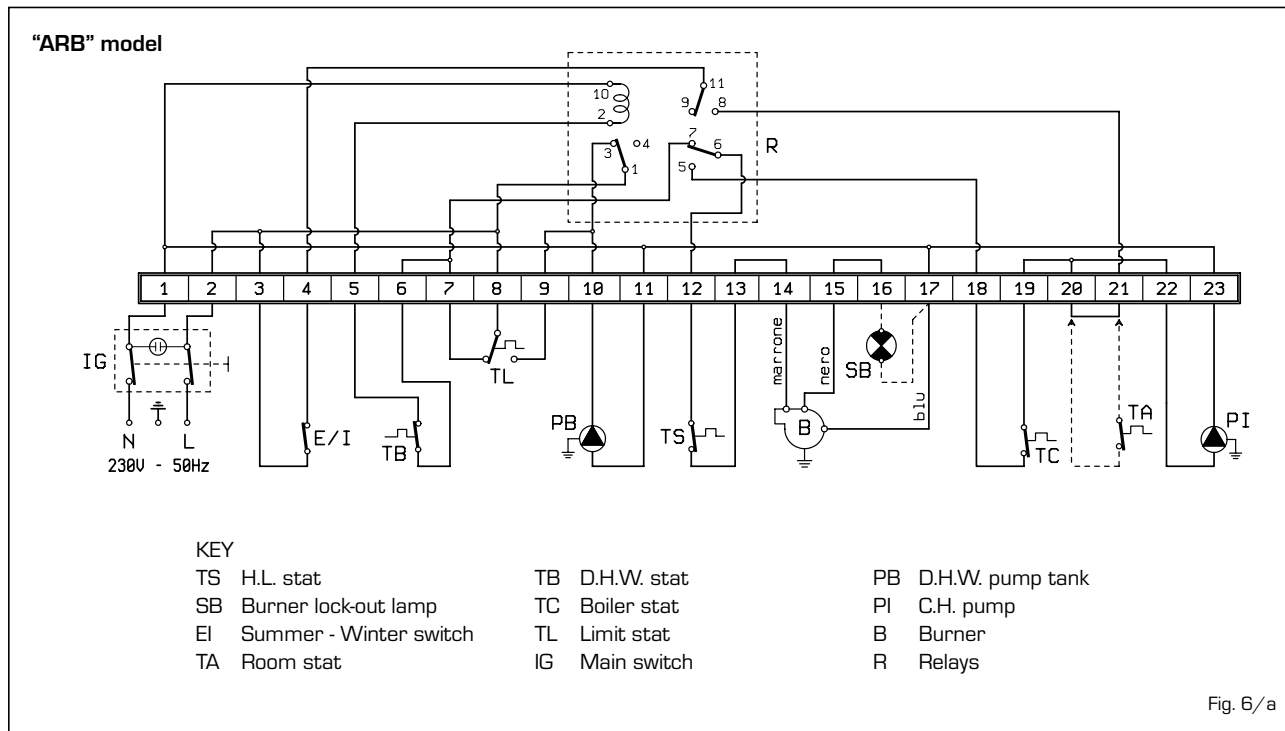 “ARB” model
10
2
3
4
1
11
9
8
7
6
5
R
1 2 3 4 5 6 7 8 9 10 11 12 13 14 15 16 17 18 19 20 21 22 23
IG
N L
230V - 50Hz
E/I
TB
TL
PB
TS
marrone
nero
B
SB
blu
TC
TA
PI
KEY
TS H.L. stat
SB Burner lock-out lamp
EI Summer - Winter switch
TA Room stat
TB D.H.W. stat
TC Boiler stat
TL Limit stat
IG Main switch
PB D.H.W. pump tank
PI C.H. pump
B Burner
R Relays
Fig. 6/a